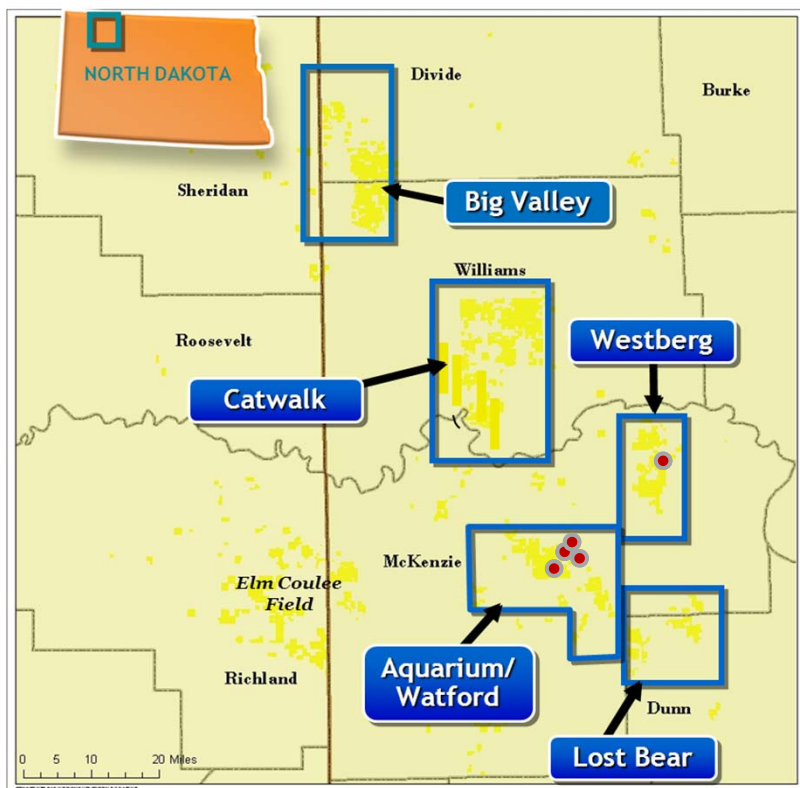 NORTH DAKOTA
Divide
Burke
Sheridan
Big Valley
Williams
Roosevelt
Westberg
Catwalk
McKenzie
Elm Coulee
Field
Aquarium/
Watford
Richland
Dunn
Lost Bear
0 5 10 20 Miles